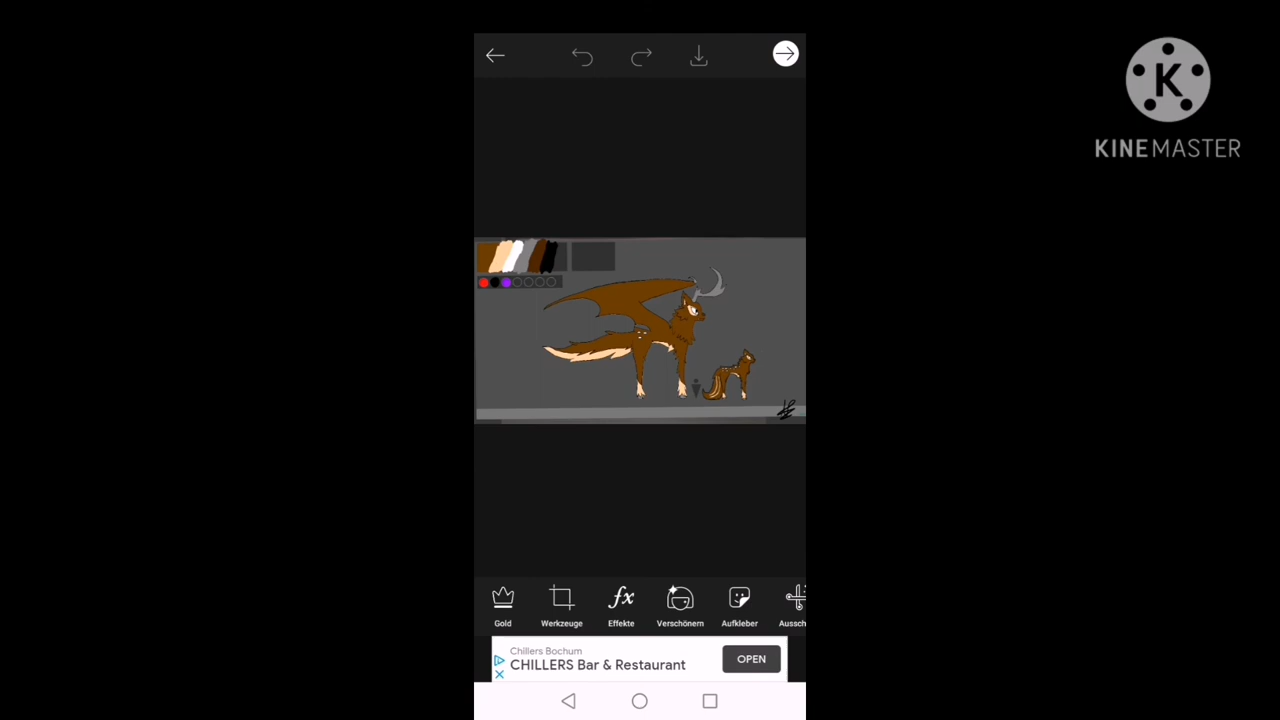 KINEMASTER
Gold
Werkzeuge
Effekte
Verschönern
Aufkleber
Aussch
Chillers Bochum
CHILLERS Bar & Restaurant
OPEN